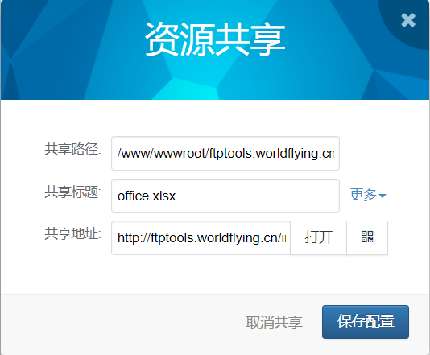 资源共享
共享路径: /www/wwwroot/ftptools.worldflying.cn
共享标题: office.xlsx 更多
共享地址: http://ftptools.worldflying.cn/i 打开
取消共享 保存配置